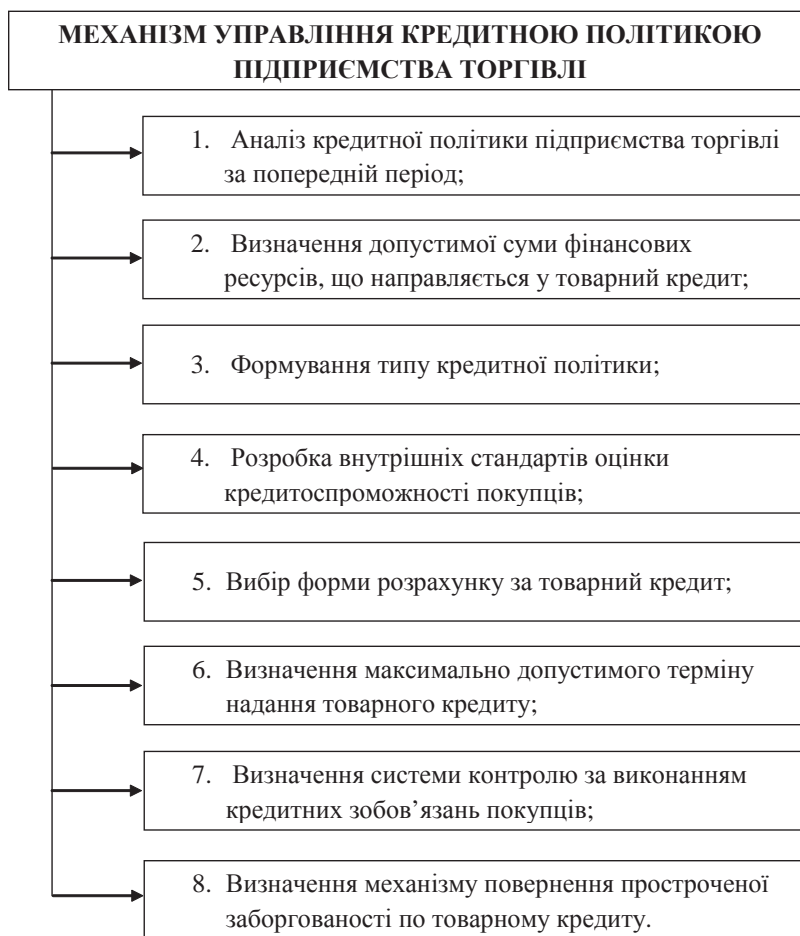 МЕХАНІЗМ УПРАВЛІННЯ КРЕДИТНОЮ ПОЛІТИКОЮ
ПІДПРИЄМСТВА ТОРГІВЛІ
1. Аналіз кредитної політики підприємства торгівлі
за попередній період;
2. Визначення допустимої суми фінансових
ресурсів, що направляється у товарний кредит;
3. Формування типу кредитної політики;
4. Розробка внутрішніх стандартів оцінки
кредитоспроможності покупців;
5. Вибір форми розрахунку за товарний кредит;
6. Визначення максимально допустимого терміну
надання товарного кредиту;
7. Визначення системи контролю за виконанням
кредитних зобов’язань покупців;
8. Визначення механізму повернення простроченої
заборгованості по товарному кредиту.